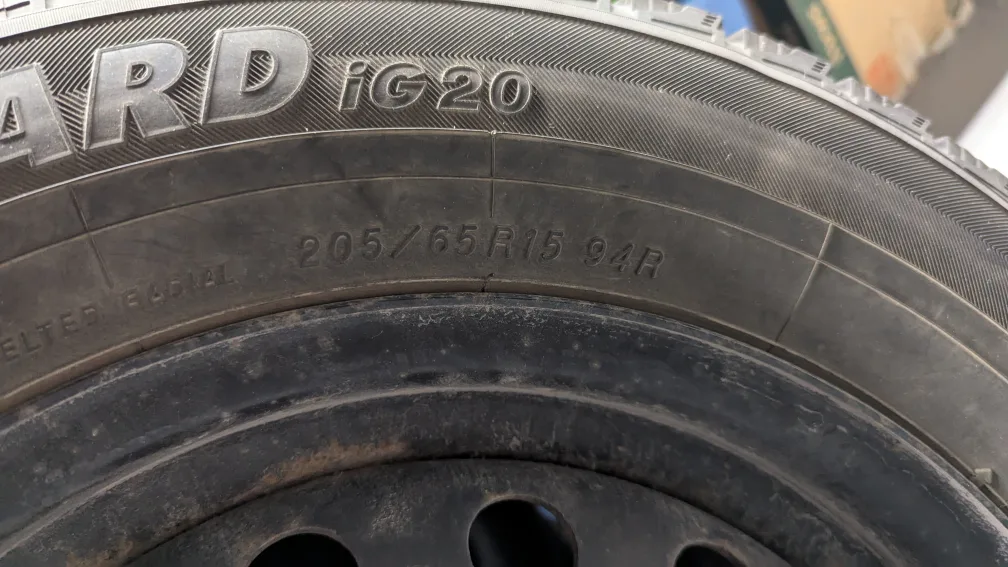 ARD iG20
205/65R15 94R
ELTED RADIAL